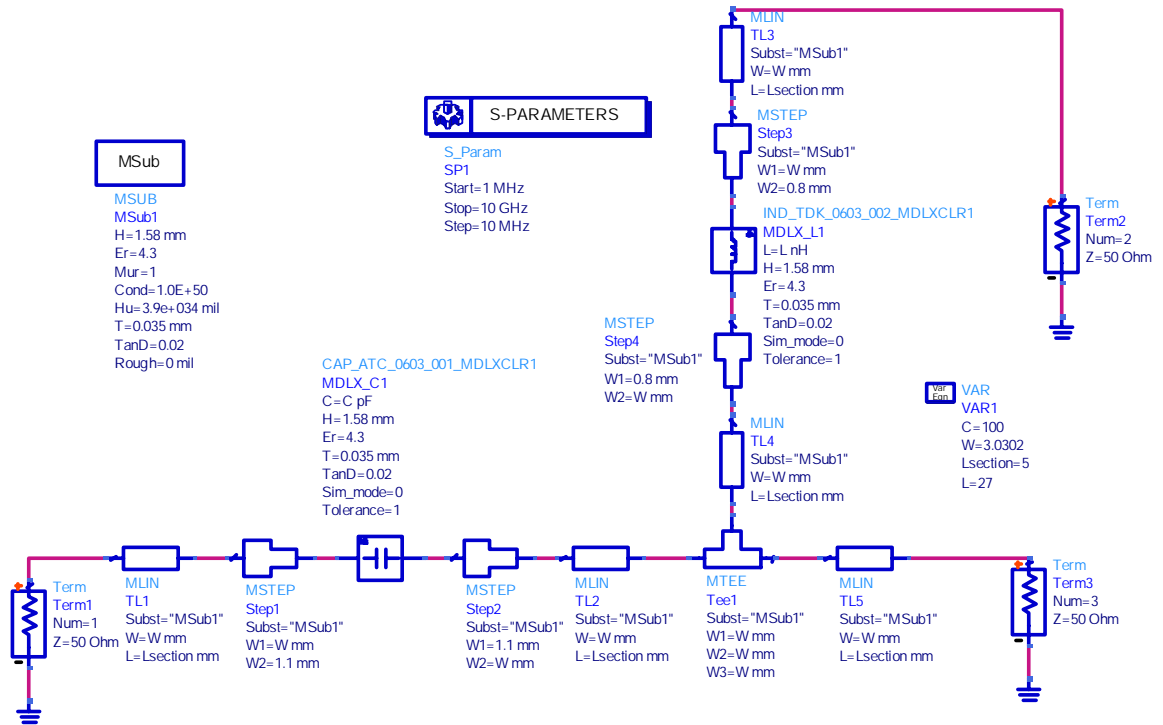 MLIN
TL3
Subst="MSub1"
W=W mm
L=Lsection mm
S-PARAMETERS
S_Param
SP1
Start=1 MHz
Stop=10 GHz
Step=10 MHz
MSTEP
Step3
Subst="MSub1"
W1=W mm
W2=0.8 mm
MSub
MSUB
MSub1
H=1.58 mm
Er=4.3
Mur=1
Cond=1.0E+50
Hu=3.9e+034 mil
T=0.035 mm
TanD=0.02
Rough=0 mil
IND_TDK_0603_002_MDLXCLR1
MDLX_L1
L=L nH
H=1.58 mm
Er=4.3
T=0.035 mm
TanD=0.02
Sim_mode=0
Tolerance=1
Term
Term2
Num=2
Z=50 Ohm
MSTEP
Step4
Subst="MSub1"
W1=0.8 mm
W2=W mm
CAP_ATC_0603_001_MDLXCLR1
MDLX_C1
C=C pF
H=1.58 mm
Er=4.3
T=0.035 mm
TanD=0.02
Sim_mode=0
Tolerance=1
Var
Eqn
VAR
VAR1
C=100
W=3.0302
Lsection=5
L=27
MLIN
TL4
Subst="MSub1"
W=W mm
L=Lsection mm
Term
Term1
Num=1
Z=50 Ohm
MLIN
TL1
Subst="MSub1"
W=W mm
L=Lsection mm
MSTEP
Step1
Subst="MSub1"
W1=W mm
W2=1.1 mm
MSTEP
Step2
Subst="MSub1"
W1=1.1 mm
W2=W mm
MLIN
TL2
Subst="MSub1"
W=W mm
L=Lsection mm
MTEE
Tee1
Subst="MSub1"
W1=W mm
W2=W mm
W3=W mm
MLIN
TL5
Subst="MSub1"
W=W mm
L=Lsection mm
Term
Term3
Num=3
Z=50 Ohm